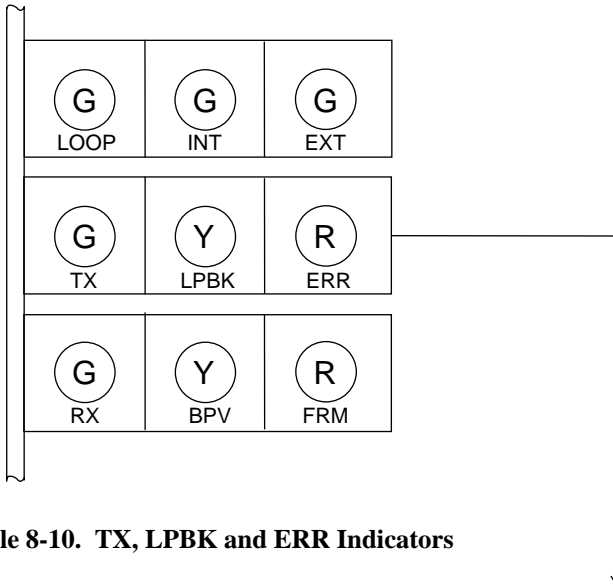 G G G
LOOP INT EXT
G Y R
TX LPBK ERR
G Y R
RX BPV FRM
le 8-10. TX, LPBK and ERR Indicators